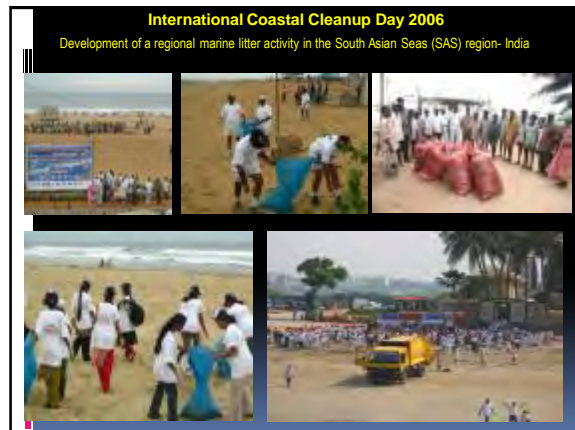 International Coastal Cleanup Day 2006
Development of a regional marine litter activity in the South Asian Seas (SAS) region- India